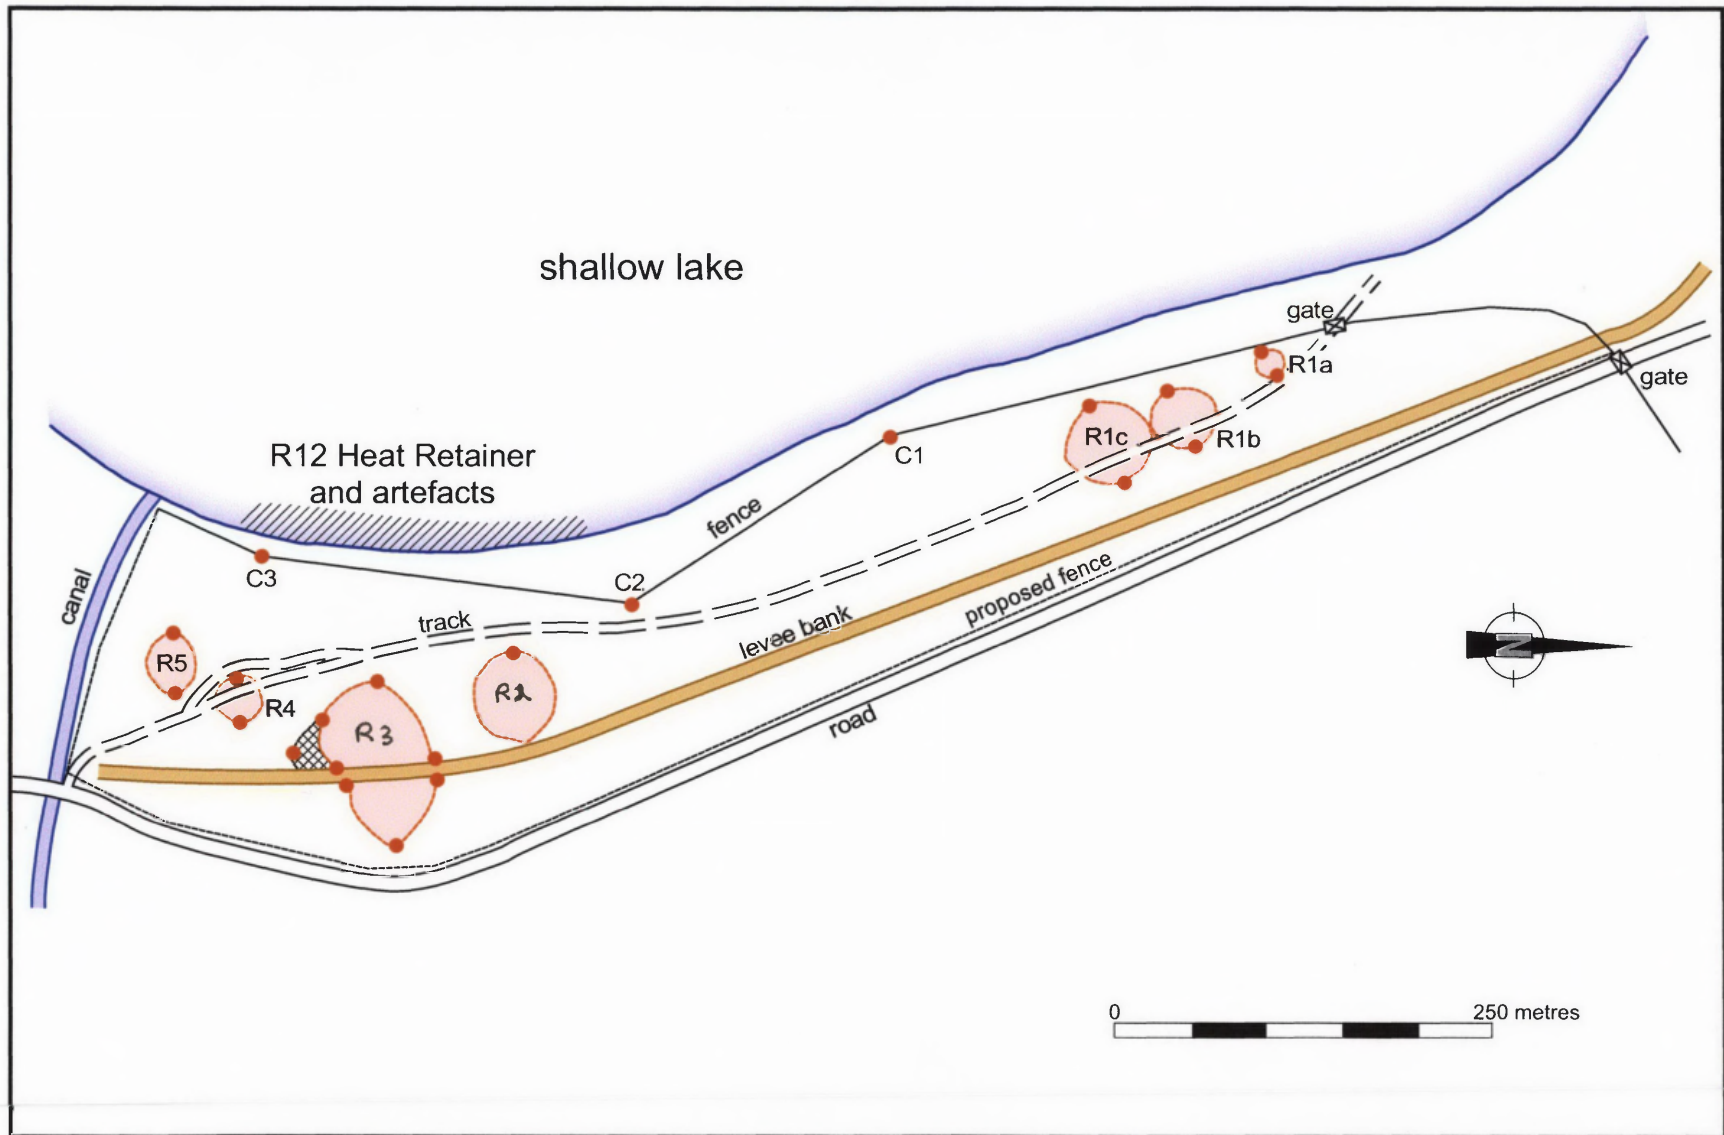 shallow lake
gate
R1a
gate
R12 Heat Retainer
and artefacts
R1c
R1b
C1
fence
C3
C2
canal
track
proposed fence
levee bank
R5
R4
R3
R2
road
N
0
250 metres